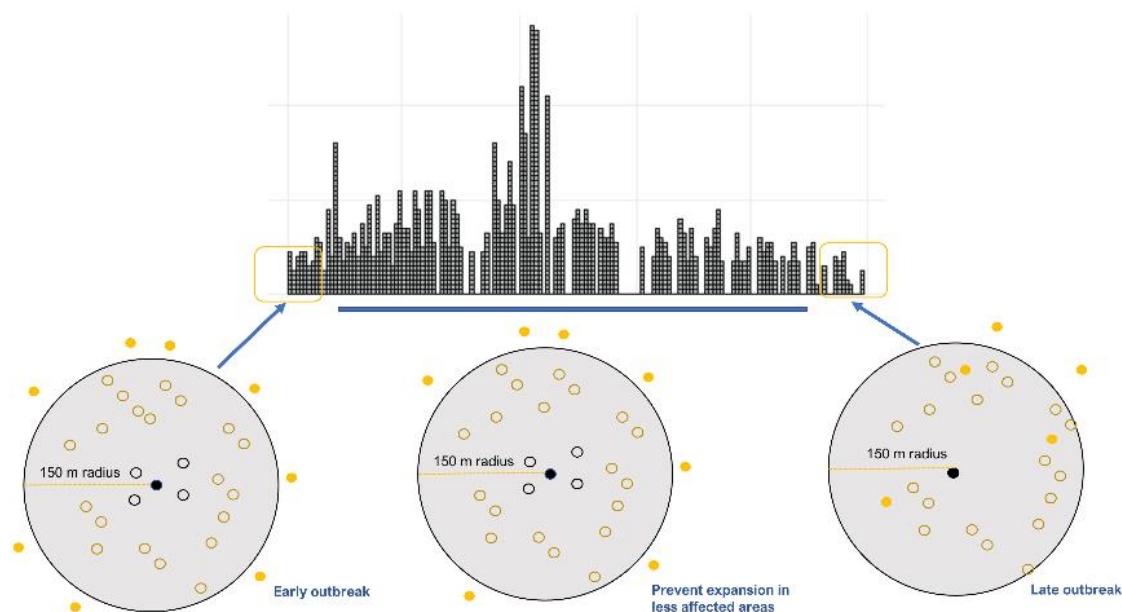 150 m radius
150 m radius
150 m radius
Early outbreak
Prevent expansion in
less affected areas
Late outbreak